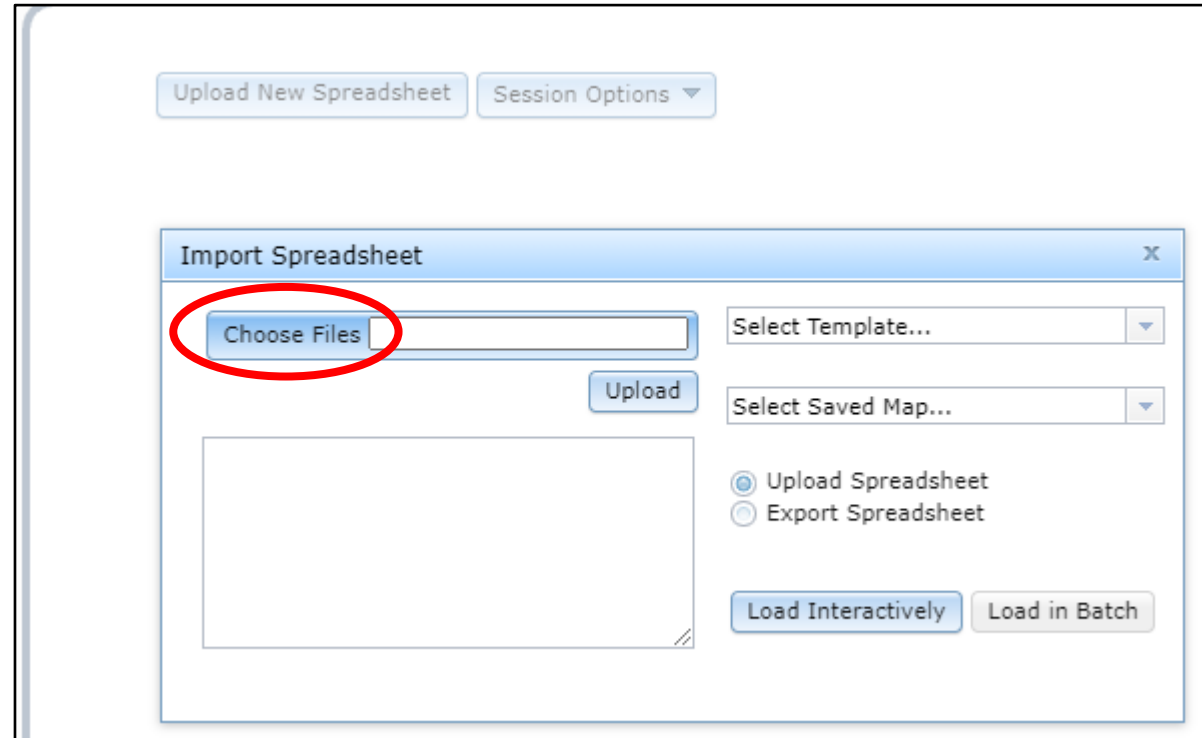 Upload New Spreadsheet
Session Options
Import Spreadsheet
x
Choose Files
Upload
Select Template...
Select Saved Map...
Upload Spreadsheet
Export Spreadsheet
Load Interactively
Load in Batch